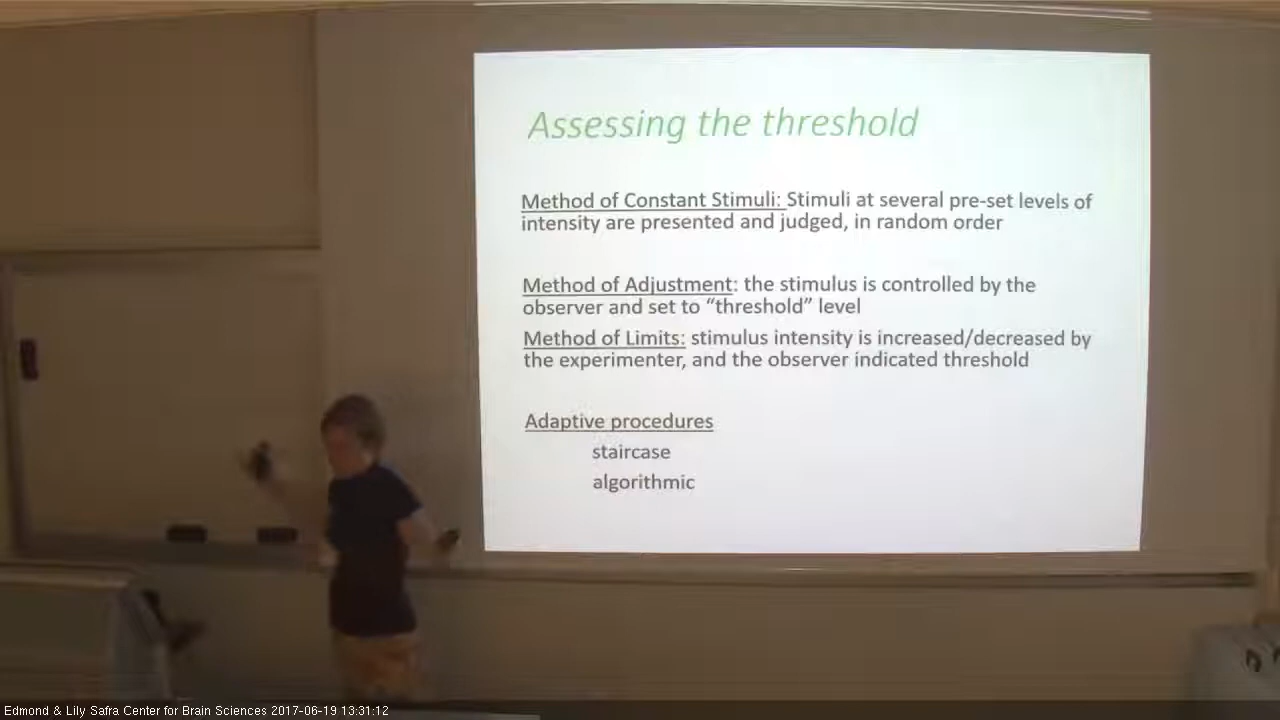 Assessing the threshold
Method of Constant Stimuli: Stimuli at several pre-set levels of
intensity are presented and judged, in random order
Method of Adjustment: the stimulus is controlled by the
observer and set to “threshold” level
Method of Limits: stimulus intensity is increased/decreased by
the experimenter, and the observer indicated threshold
Adaptive procedures
staircase
algorithmic
Edmond & Lily Safra Center for Brain Sciences 2017-06-19 13:31:12